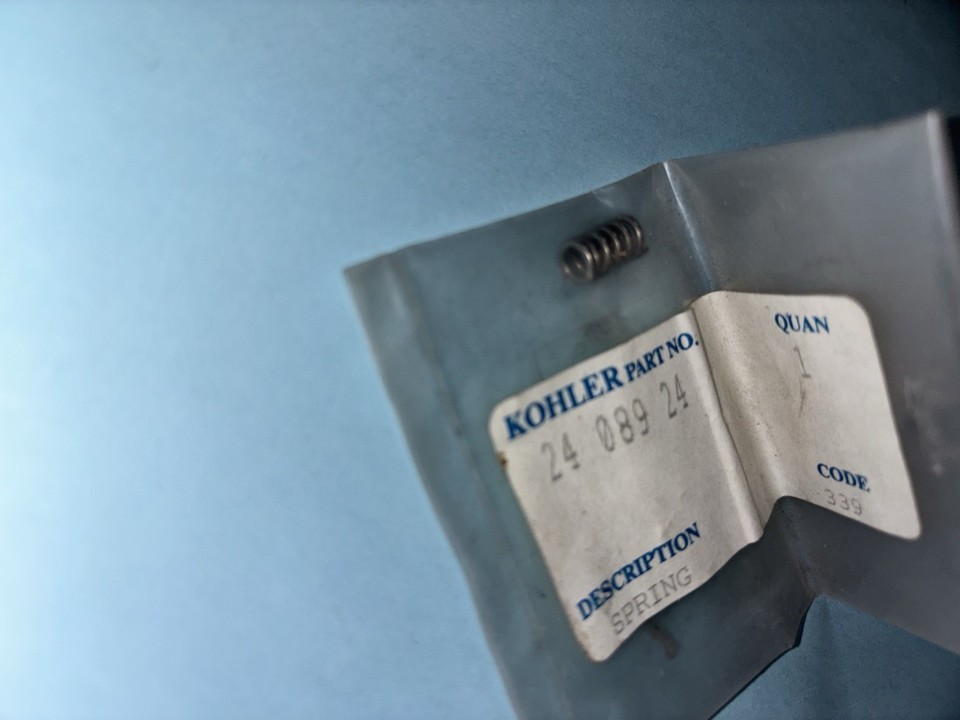 KOHLER PART NO.
24 089 24
QUAN
1
DESCRIPTION
SPRING
CODE
339